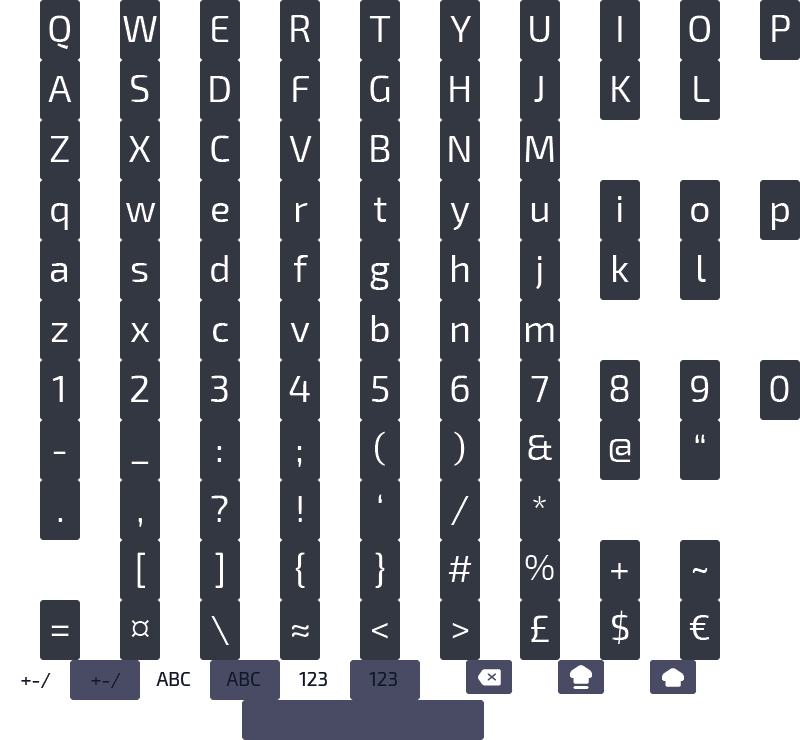 Q W E R T Y U I O P
A S D F G H J K L
Z X C V B N M
q w e r t y u i o p
a s d f g h j k l
z x c v b n m
1 2 3 4 5 6 7 8 9 0
- _ : ; ( ) & @ “
. , ? ! ‘ / *
[ ] { } # % + ~
= ¤ \ ≈ < > £ $ €
+-/ +-/ ABC ABC 123 123